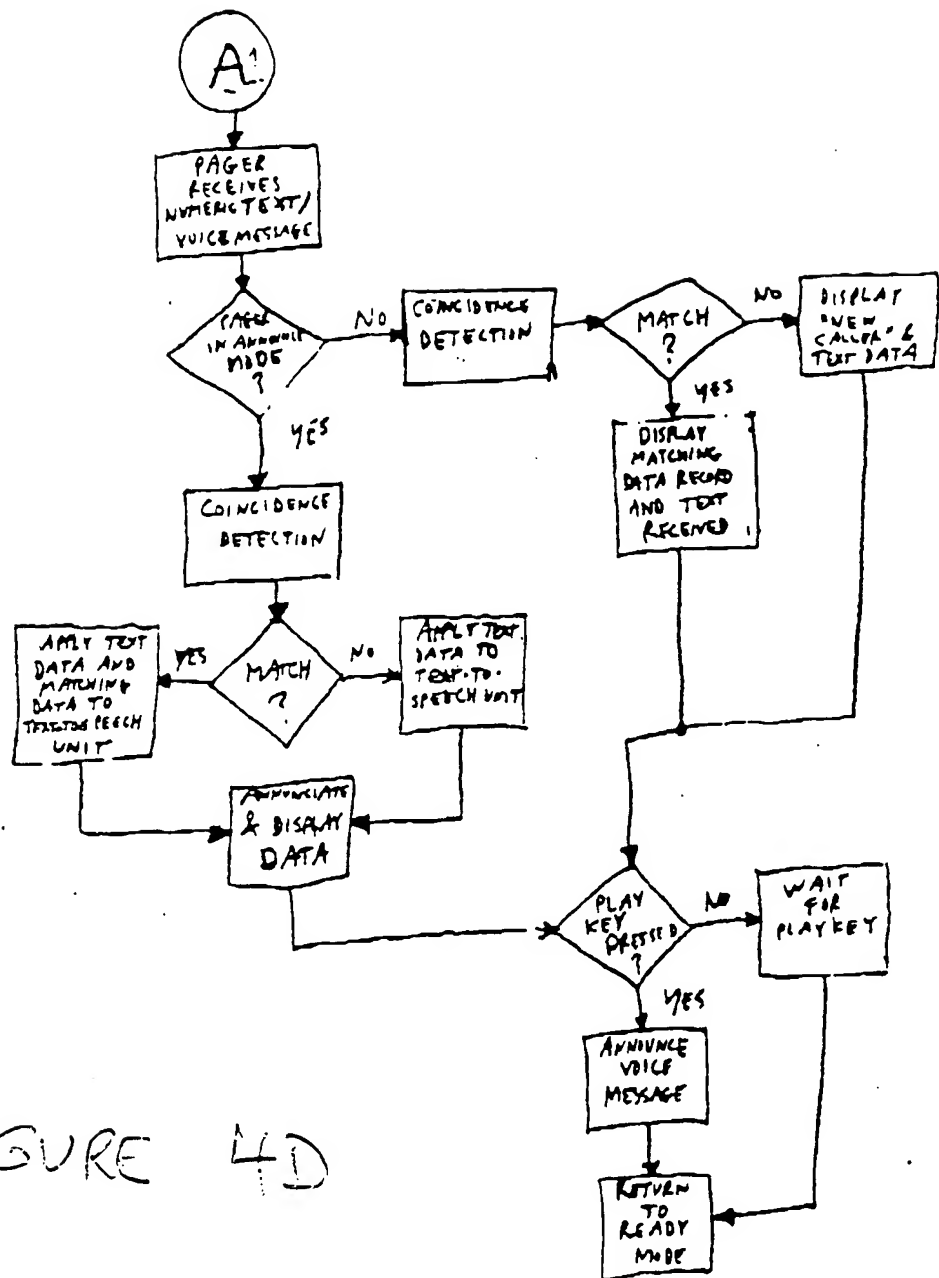 A
PAGER
RECEIVES
NUMERIC TEXT/
VOICE MESSAGE
PAGER
IN ANNOUNCE
MODE
?
NO
COINCIDENCE
DETECTION
MATCH
?
NO
DISPLAY
"NEW
CALLER" &
TEXT DATA
YES
DISPLAY
MATCHING
DATA RECORD
AND TEXT
RECEIVED
YES
COINCIDENCE
DETECTION
MATCH
?
YES
APPLY TEXT
DATA AND
MATCHING
DATA TO
TEXT-TO-SPEECH
UNIT
NO
APPLY TEXT
DATA TO
TEXT-TO-
SPEECH UNIT
ANNUNCIATE
& DISPLAY
DATA
PLAY
KEY
PRESSED
?
NO
WAIT
FOR
PLAY KEY
YES
ANNOUNCE
VOICE
MESSAGE
RETURN
TO
READY
MODE
GURE 4D